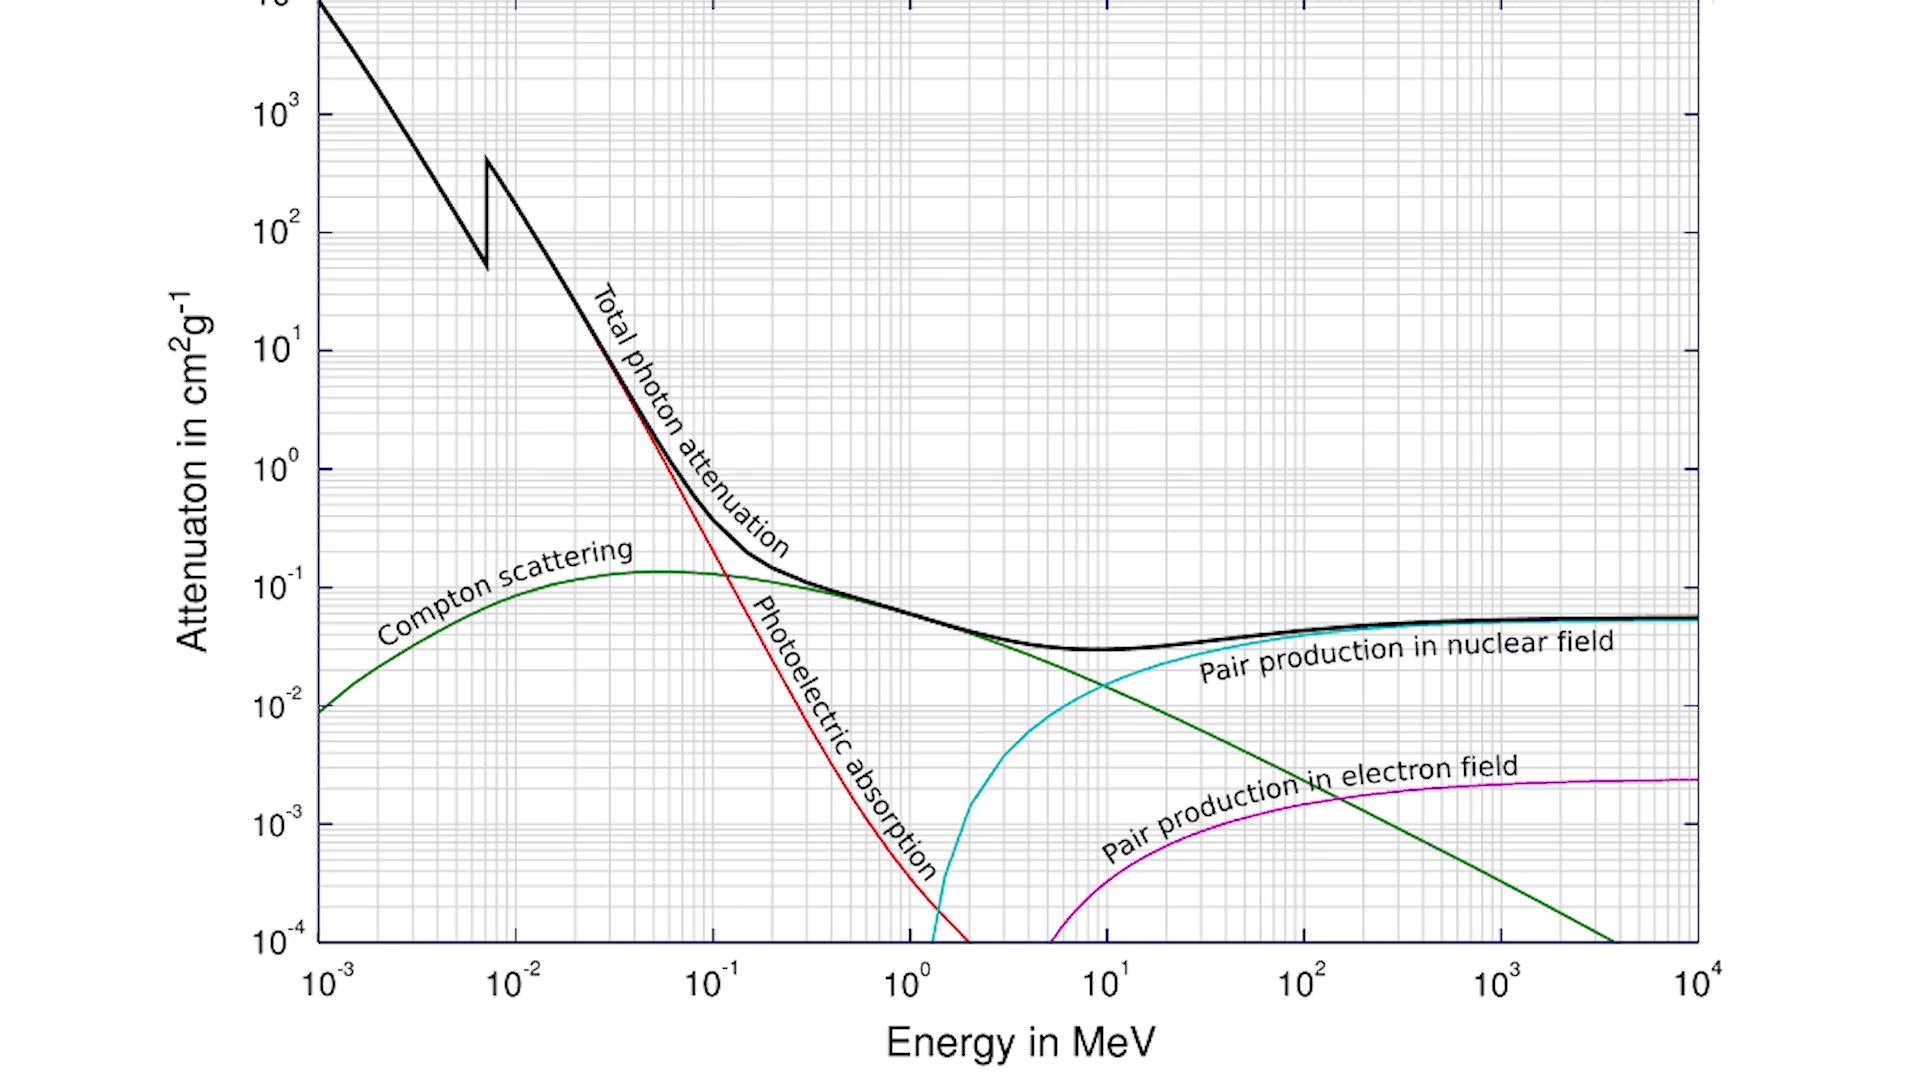 10³
10²
10¹
10⁰
10⁻¹
10⁻²
10⁻³
10⁻⁴
Attenuaton in cm²g⁻¹
Total photon attenuation
Compton scattering
Photoelectric absorption
Pair production in nuclear field
Pair production in electron field
10⁻³ 10⁻² 10⁻¹ 10⁰ 10¹ 10² 10³ 10⁴
Energy in MeV